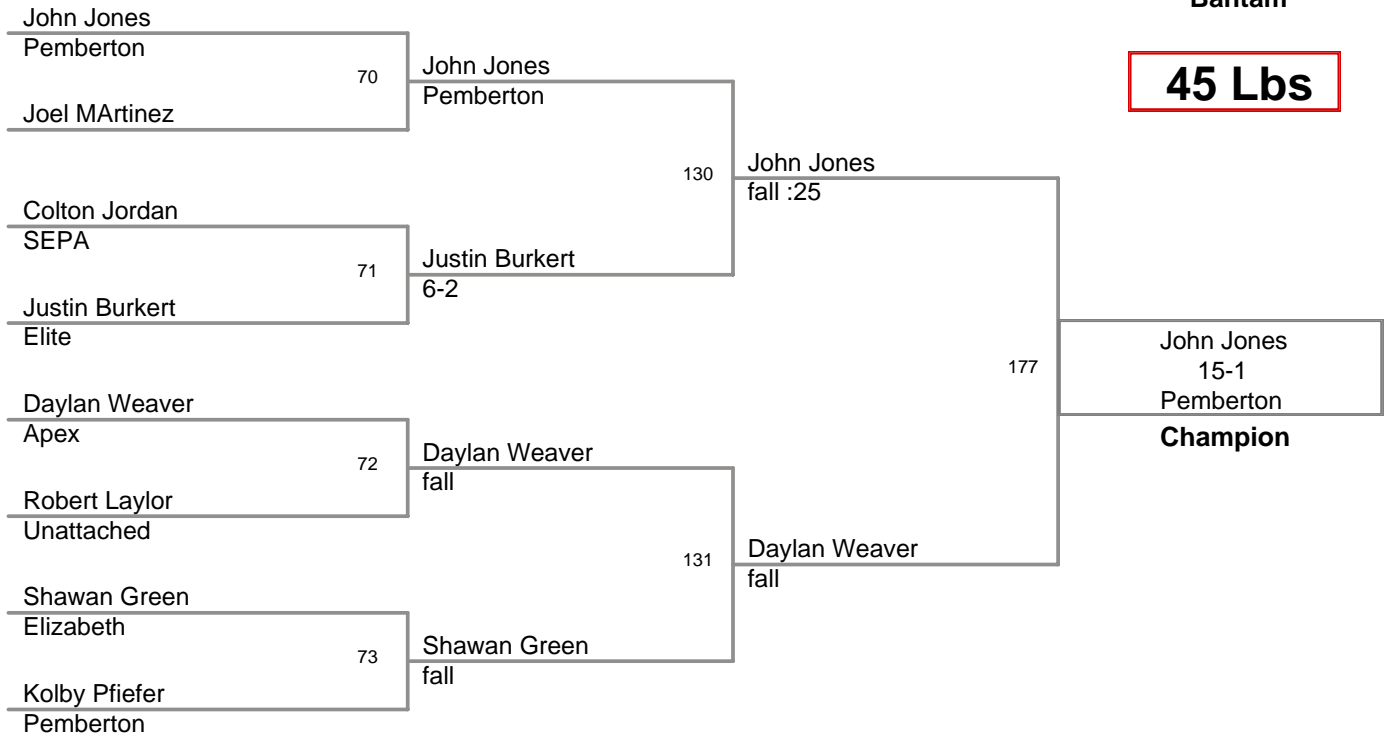 Bantam
45 Lbs
John Jones
Pemberton
70
Joel MArtinez
Colton Jordan
SEPA
71
Justin Burkert
Elite
Daylan Weaver
Apex
72
Robert Laylor
Unattached
Shawan Green
Elizabeth
73
Kolby Pfiefer
Pemberton
John Jones
Pemberton
130
Justin Burkert
6-2
Daylan Weaver
fall
131
Shawan Green
fall
John Jones
fall :25
177
Daylan Weaver
fall
John Jones
15-1
Pemberton
Champion